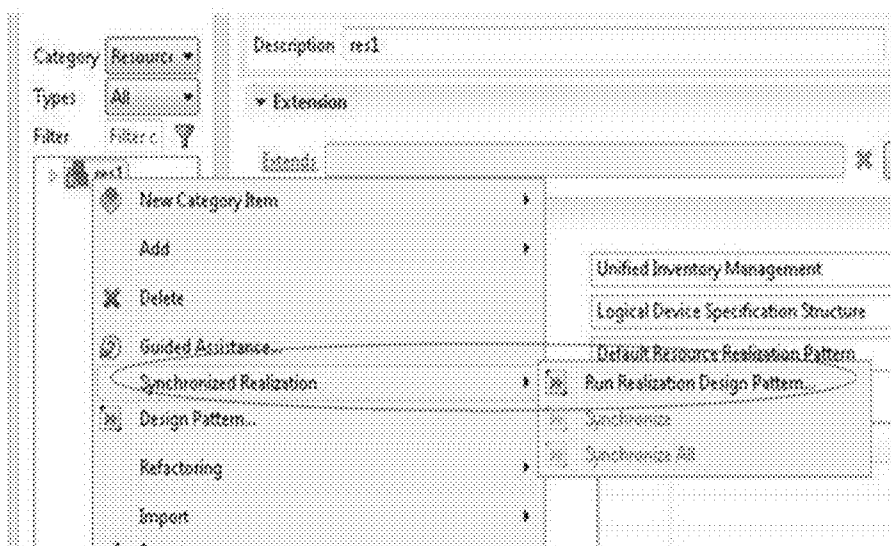 Description res1
Category Resource
Types All
Extension
Filter Filter c
Extends
res1
New Category Item
Add
Unified Inventory Management
Delete
Logical Device Specification Structure
Guided Assistance...
Default Resource Realization Pattern
Synchronized Realization
Run Realization Design Pattern...
Design Pattern...
Synchronize
Synchronize All
Refactoring
Import